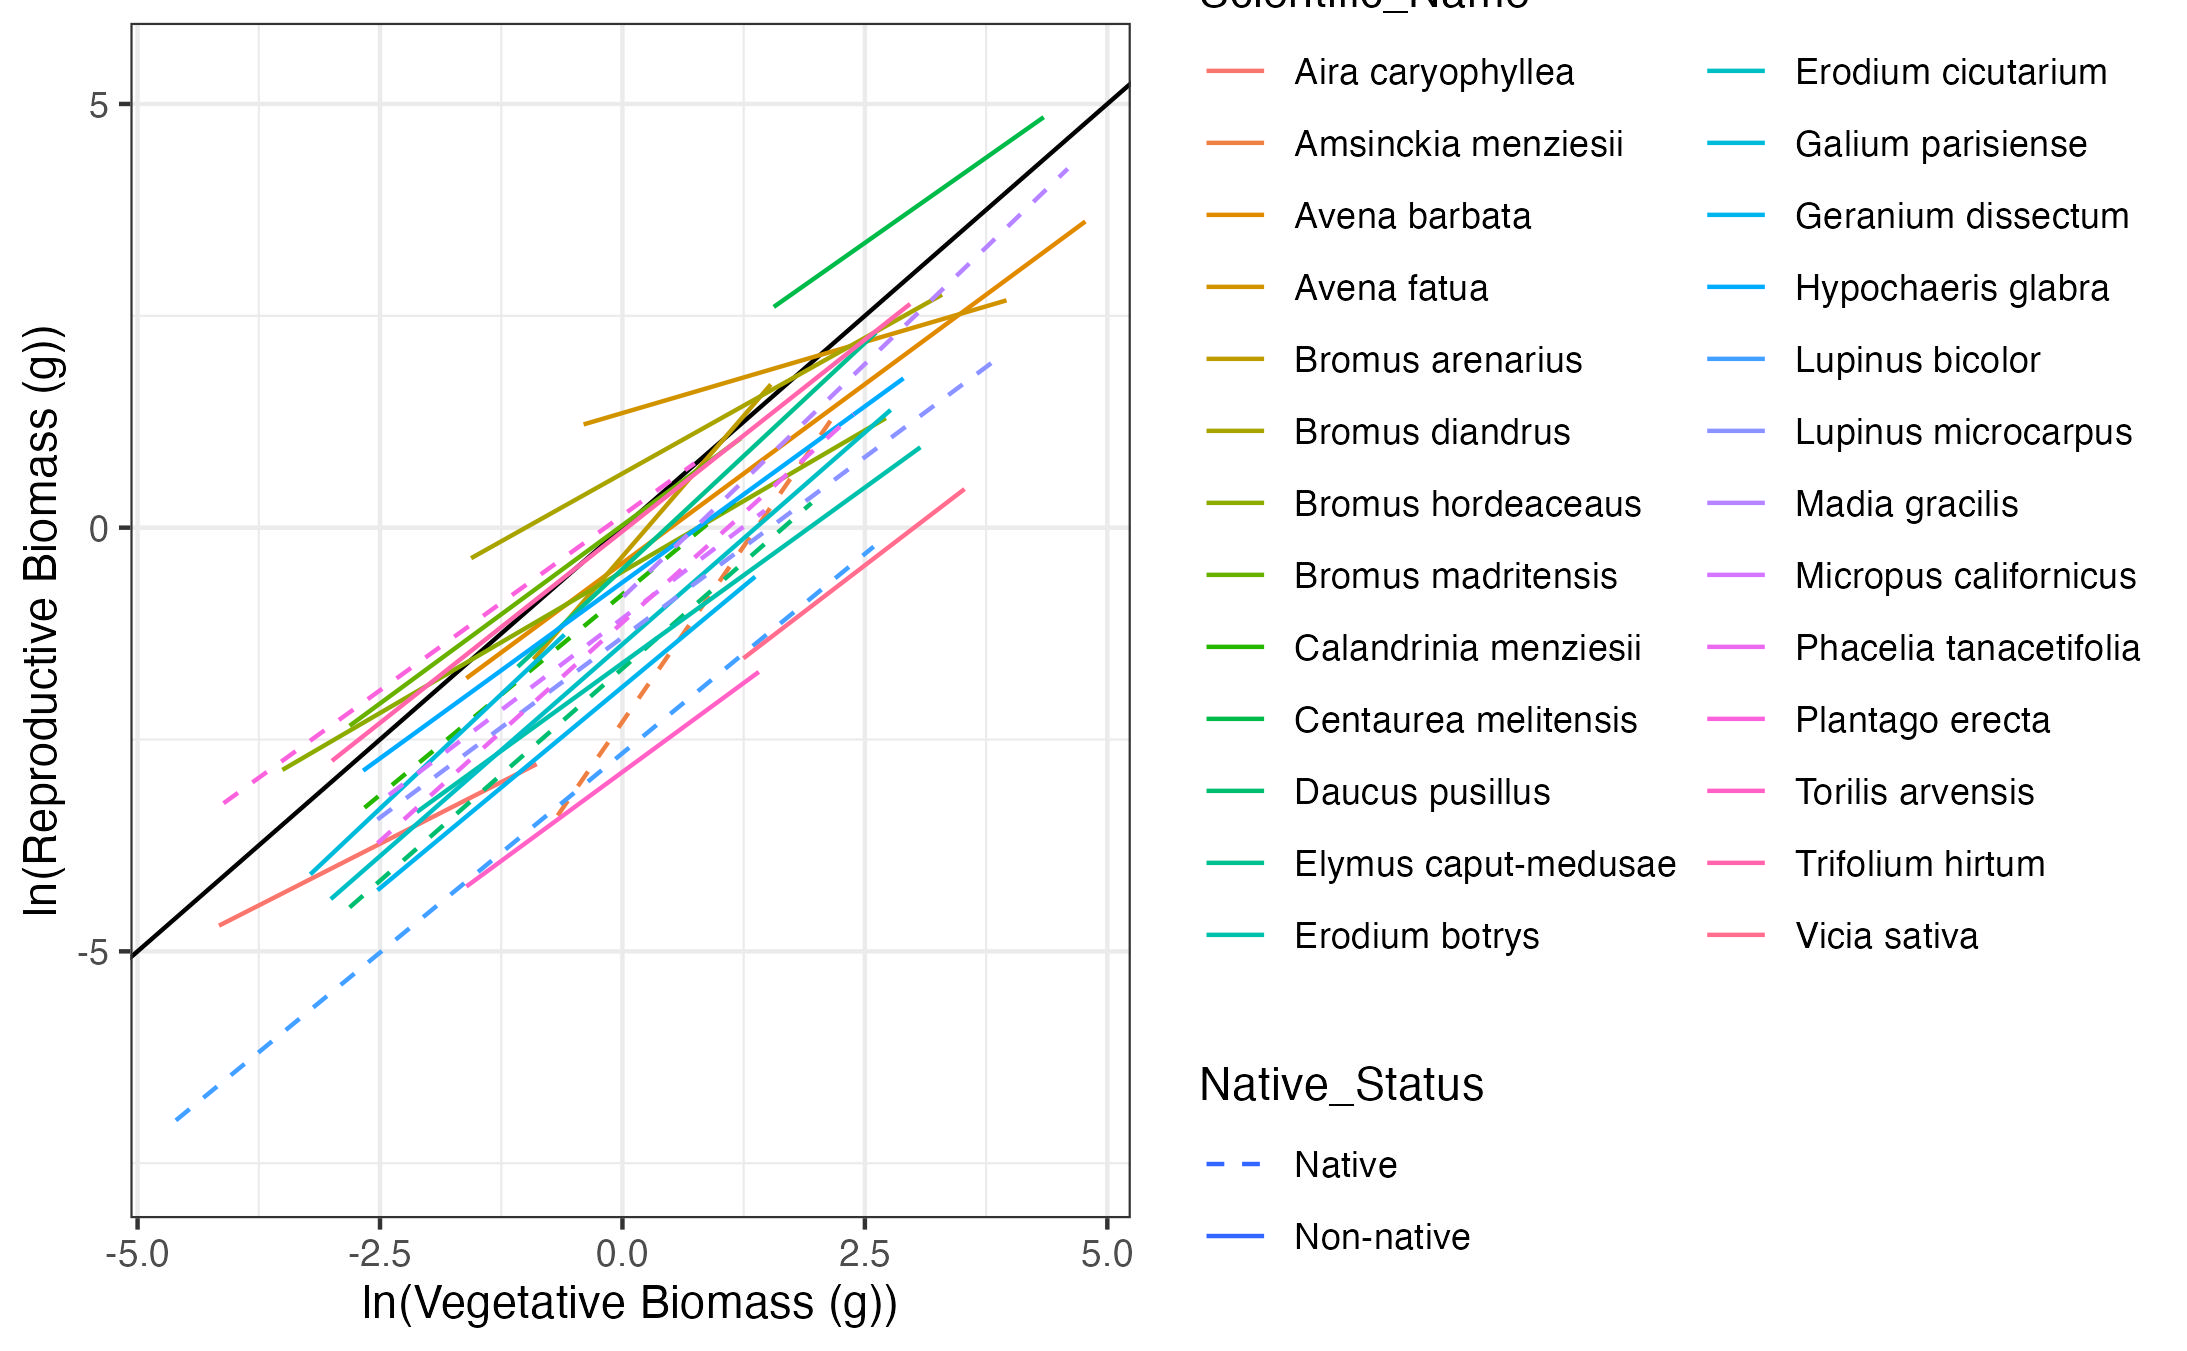 Scientific_Name
Aira caryophyllea
Amsinckia menziesii
Avena barbata
Avena fatua
Bromus arenarius
Bromus diandrus
Bromus hordeaceaus
Bromus madritensis
Calandrinia menziesii
Centaurea melitensis
Daucus pusillus
Elymus caput-medusae
Erodium botrys
Erodium cicutarium
Galium parisiense
Geranium dissectum
Hypochaeris glabra
Lupinus bicolor
Lupinus microcarpus
Madia gracilis
Micropus californicus
Phacelia tanacetifolia
Plantago erecta
Torilis arvensis
Trifolium hirtum
Vicia sativa
Native_Status
Native
Non-native
ln(Reproductive Biomass (g))
5
0
-5
-5.0
-2.5
0.0
2.5
5.0
ln(Vegetative Biomass (g))